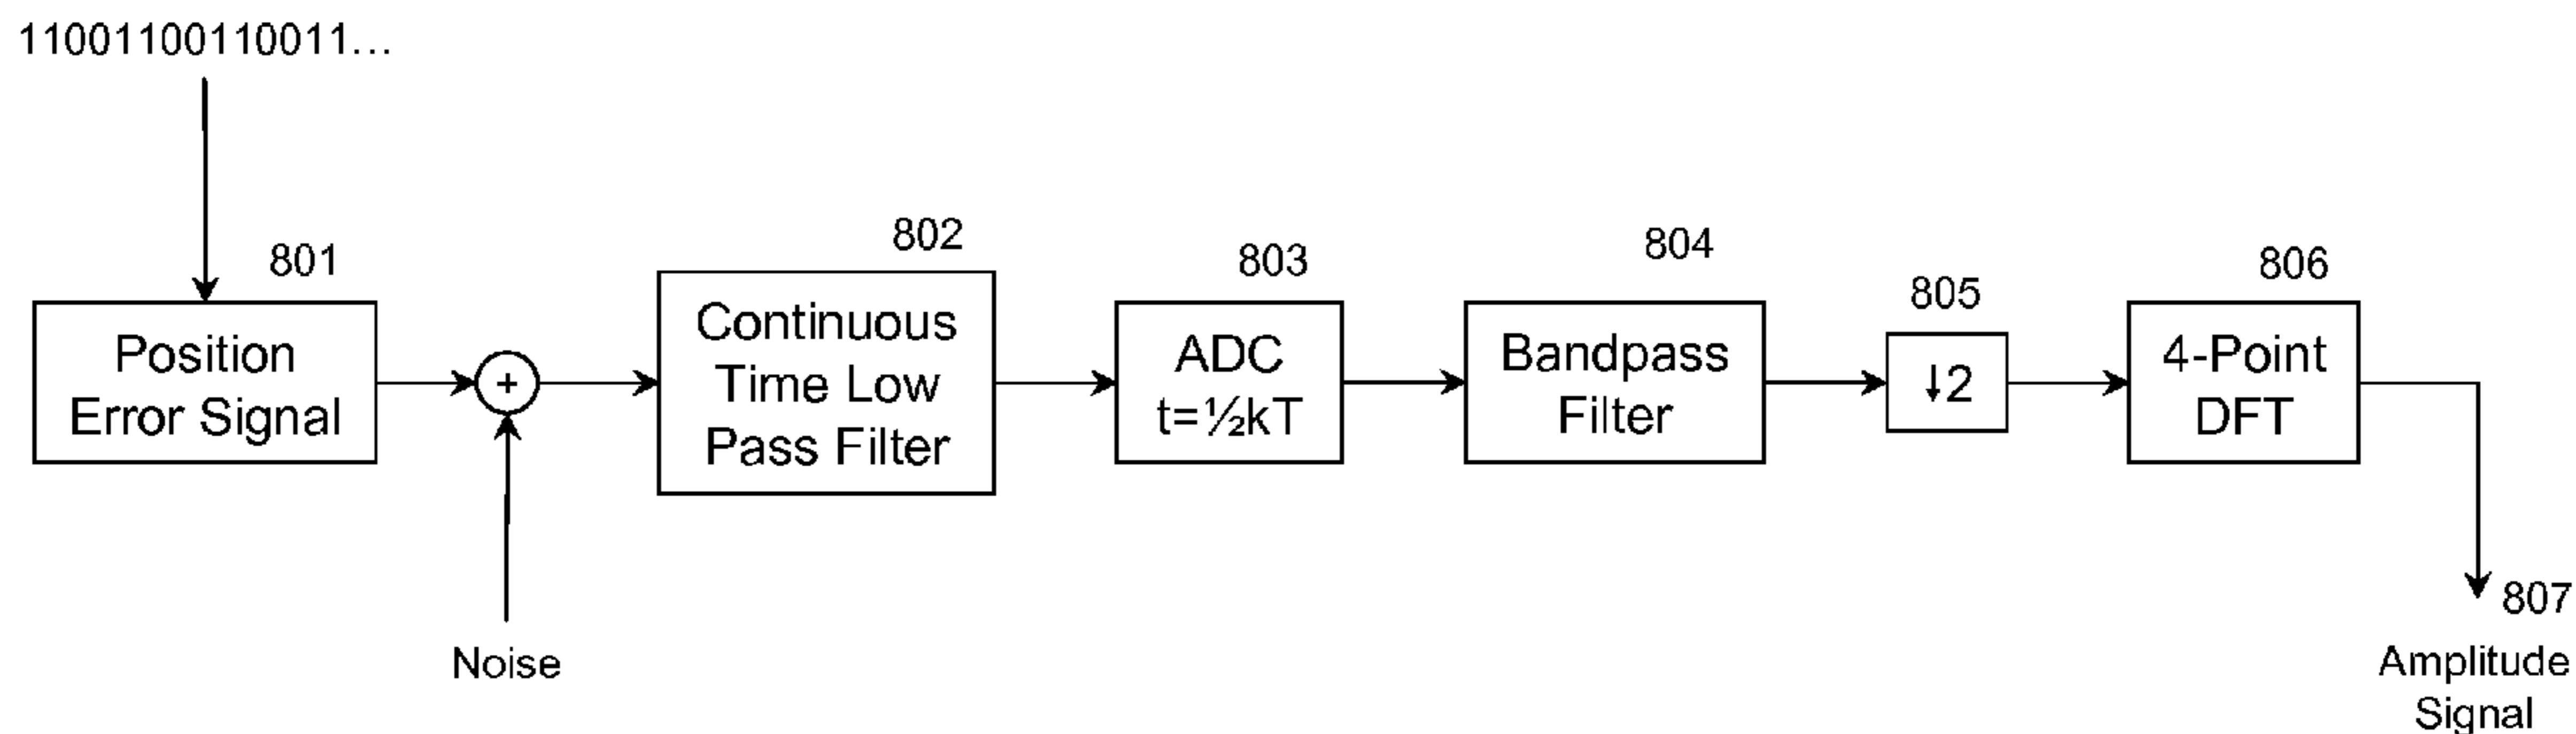 11001100110011...
801
Position
Error Signal
+
Noise
802
Continuous
Time Low
Pass Filter
803
ADC
t=½kT
804
Bandpass
Filter
805
↓2
806
4-Point
DFT
807
Amplitude
Signal